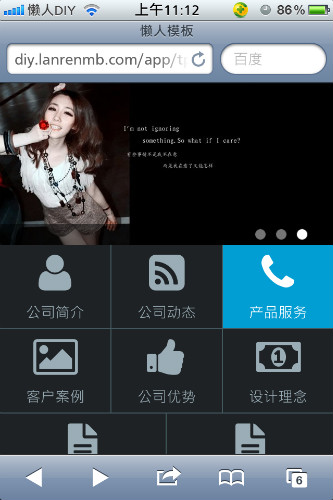 懒人DIY 上午11:12 86%
懒人模板
diy.lanrenmb.com/app/tp 百度
I'm not ignoring
something.So what if I care?
公司简介 公司动态 产品服务
1
客户案例 公司优势 设计理念
6